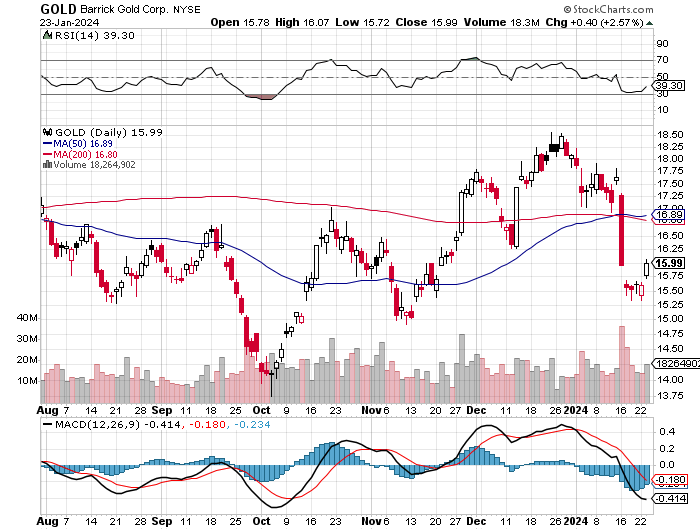 GOLD Barrick Gold Corp. NYSE © StockCharts.com
23-Jan-2024 Open 15.78 High 16.07 Low 15.72 Close 15.99 Volume 18.3M Chg +0.40 (+2.57%)
RSI(14) 39.30
90
70
50
39.30
30
10
GOLD (Daily) 15.99
MA(50) 16.89
MA(200) 16.80
Volume 18,264,902
18.50
18.25
18.00
17.75
17.50
17.25
17.00
16.89
16.50
16.25
15.99
15.75
15.50
15.25
15.00
14.75
14.50
18264902
14.00
13.75
40M
30M
20M
10M
Aug 7 14 21 28 Sep 11 18 25 Oct 9 16 23 Nov 6 13 20 27 Dec 11 18 26 2024 8 16 22
MACD(12,26,9) -0.414, -0.180, -0.234
0.4
0.2
0.0
-0.180
-0.414
Aug 7 14 21 28 Sep 11 18 25 Oct 9 16 23 Nov 6 13 20 27 Dec 11 18 26 2024 8 16 22